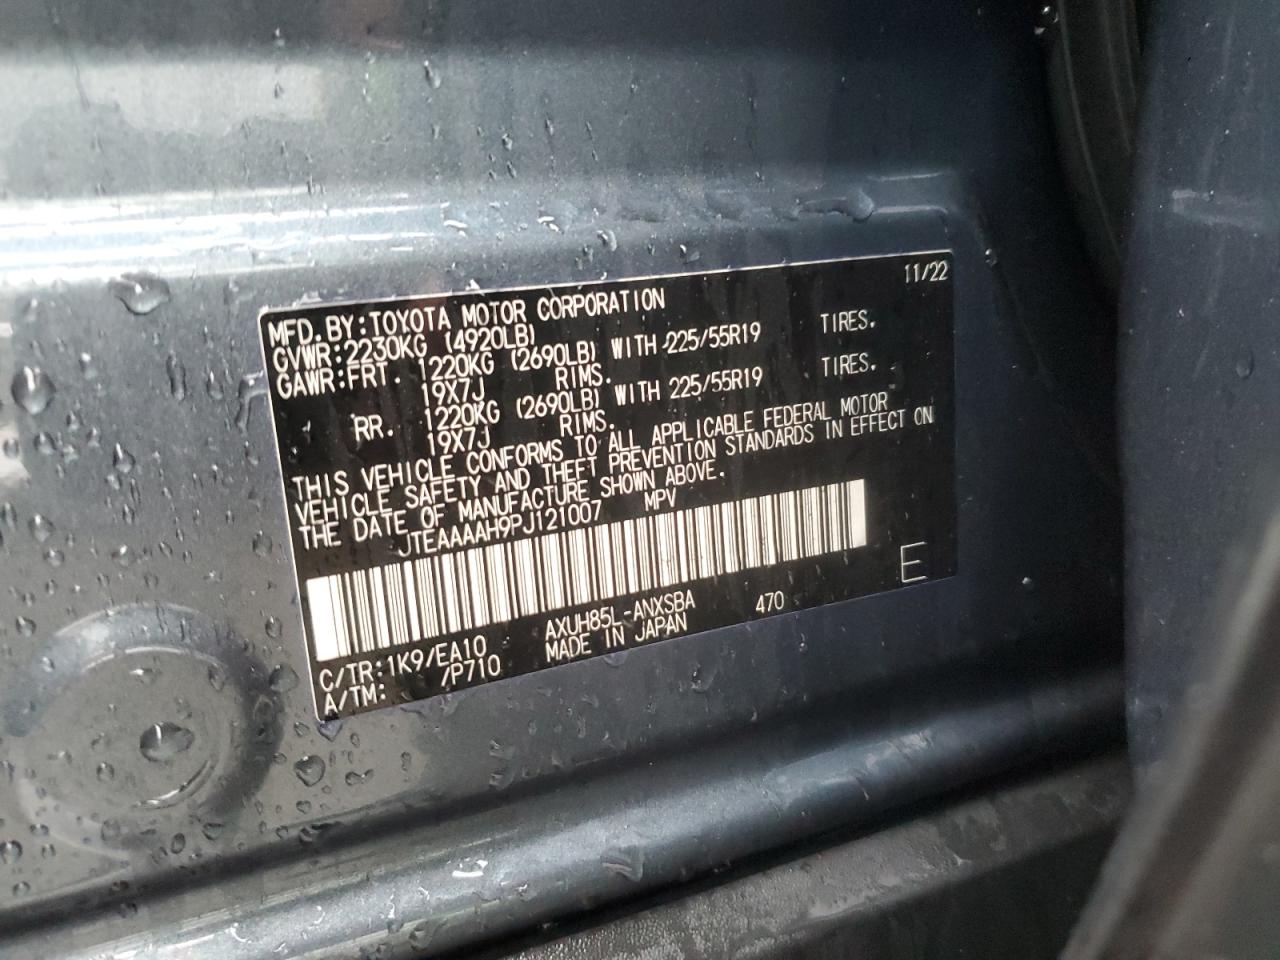 11/22
MFD. BY: TOYOTA MOTOR CORPORATION
GVWR: 2230KG (4920LB)
GAWR: FRT. 1220KG (2690LB) WITH 225/55R19 TIRES.
19X7J RIMS.
RR. 1220KG (2690LB) WITH 225/55R19 TIRES.
19X7J RIMS.
THIS VEHICLE CONFORMS TO ALL APPLICABLE FEDERAL MOTOR
VEHICLE SAFETY AND THEFT PREVENTION STANDARDS IN EFFECT ON
THE DATE OF MANUFACTURE SHOWN ABOVE.
JTEAAAAH9PJ121007 MPV
E
C/TR: 1K9/EA10 AXUH85L-ANXSBA 470
A/TM: /P710 MADE IN JAPAN